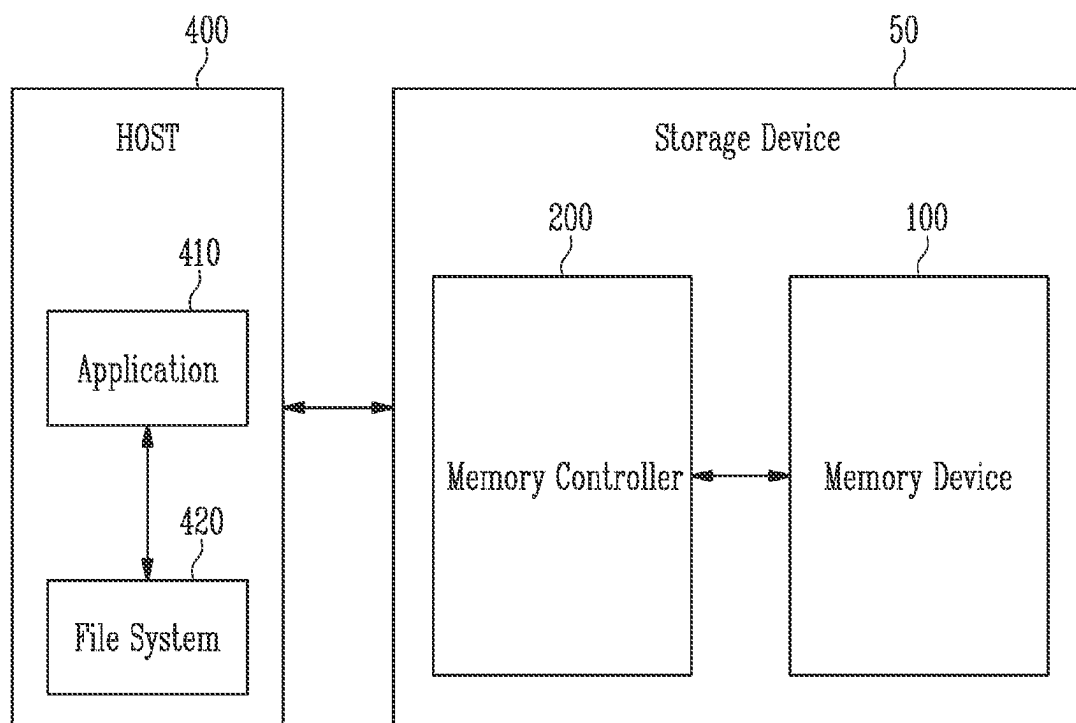 400
50
HOST
Storage Device
200
100
410
Application
Memory Controller
Memory Device
420
File System